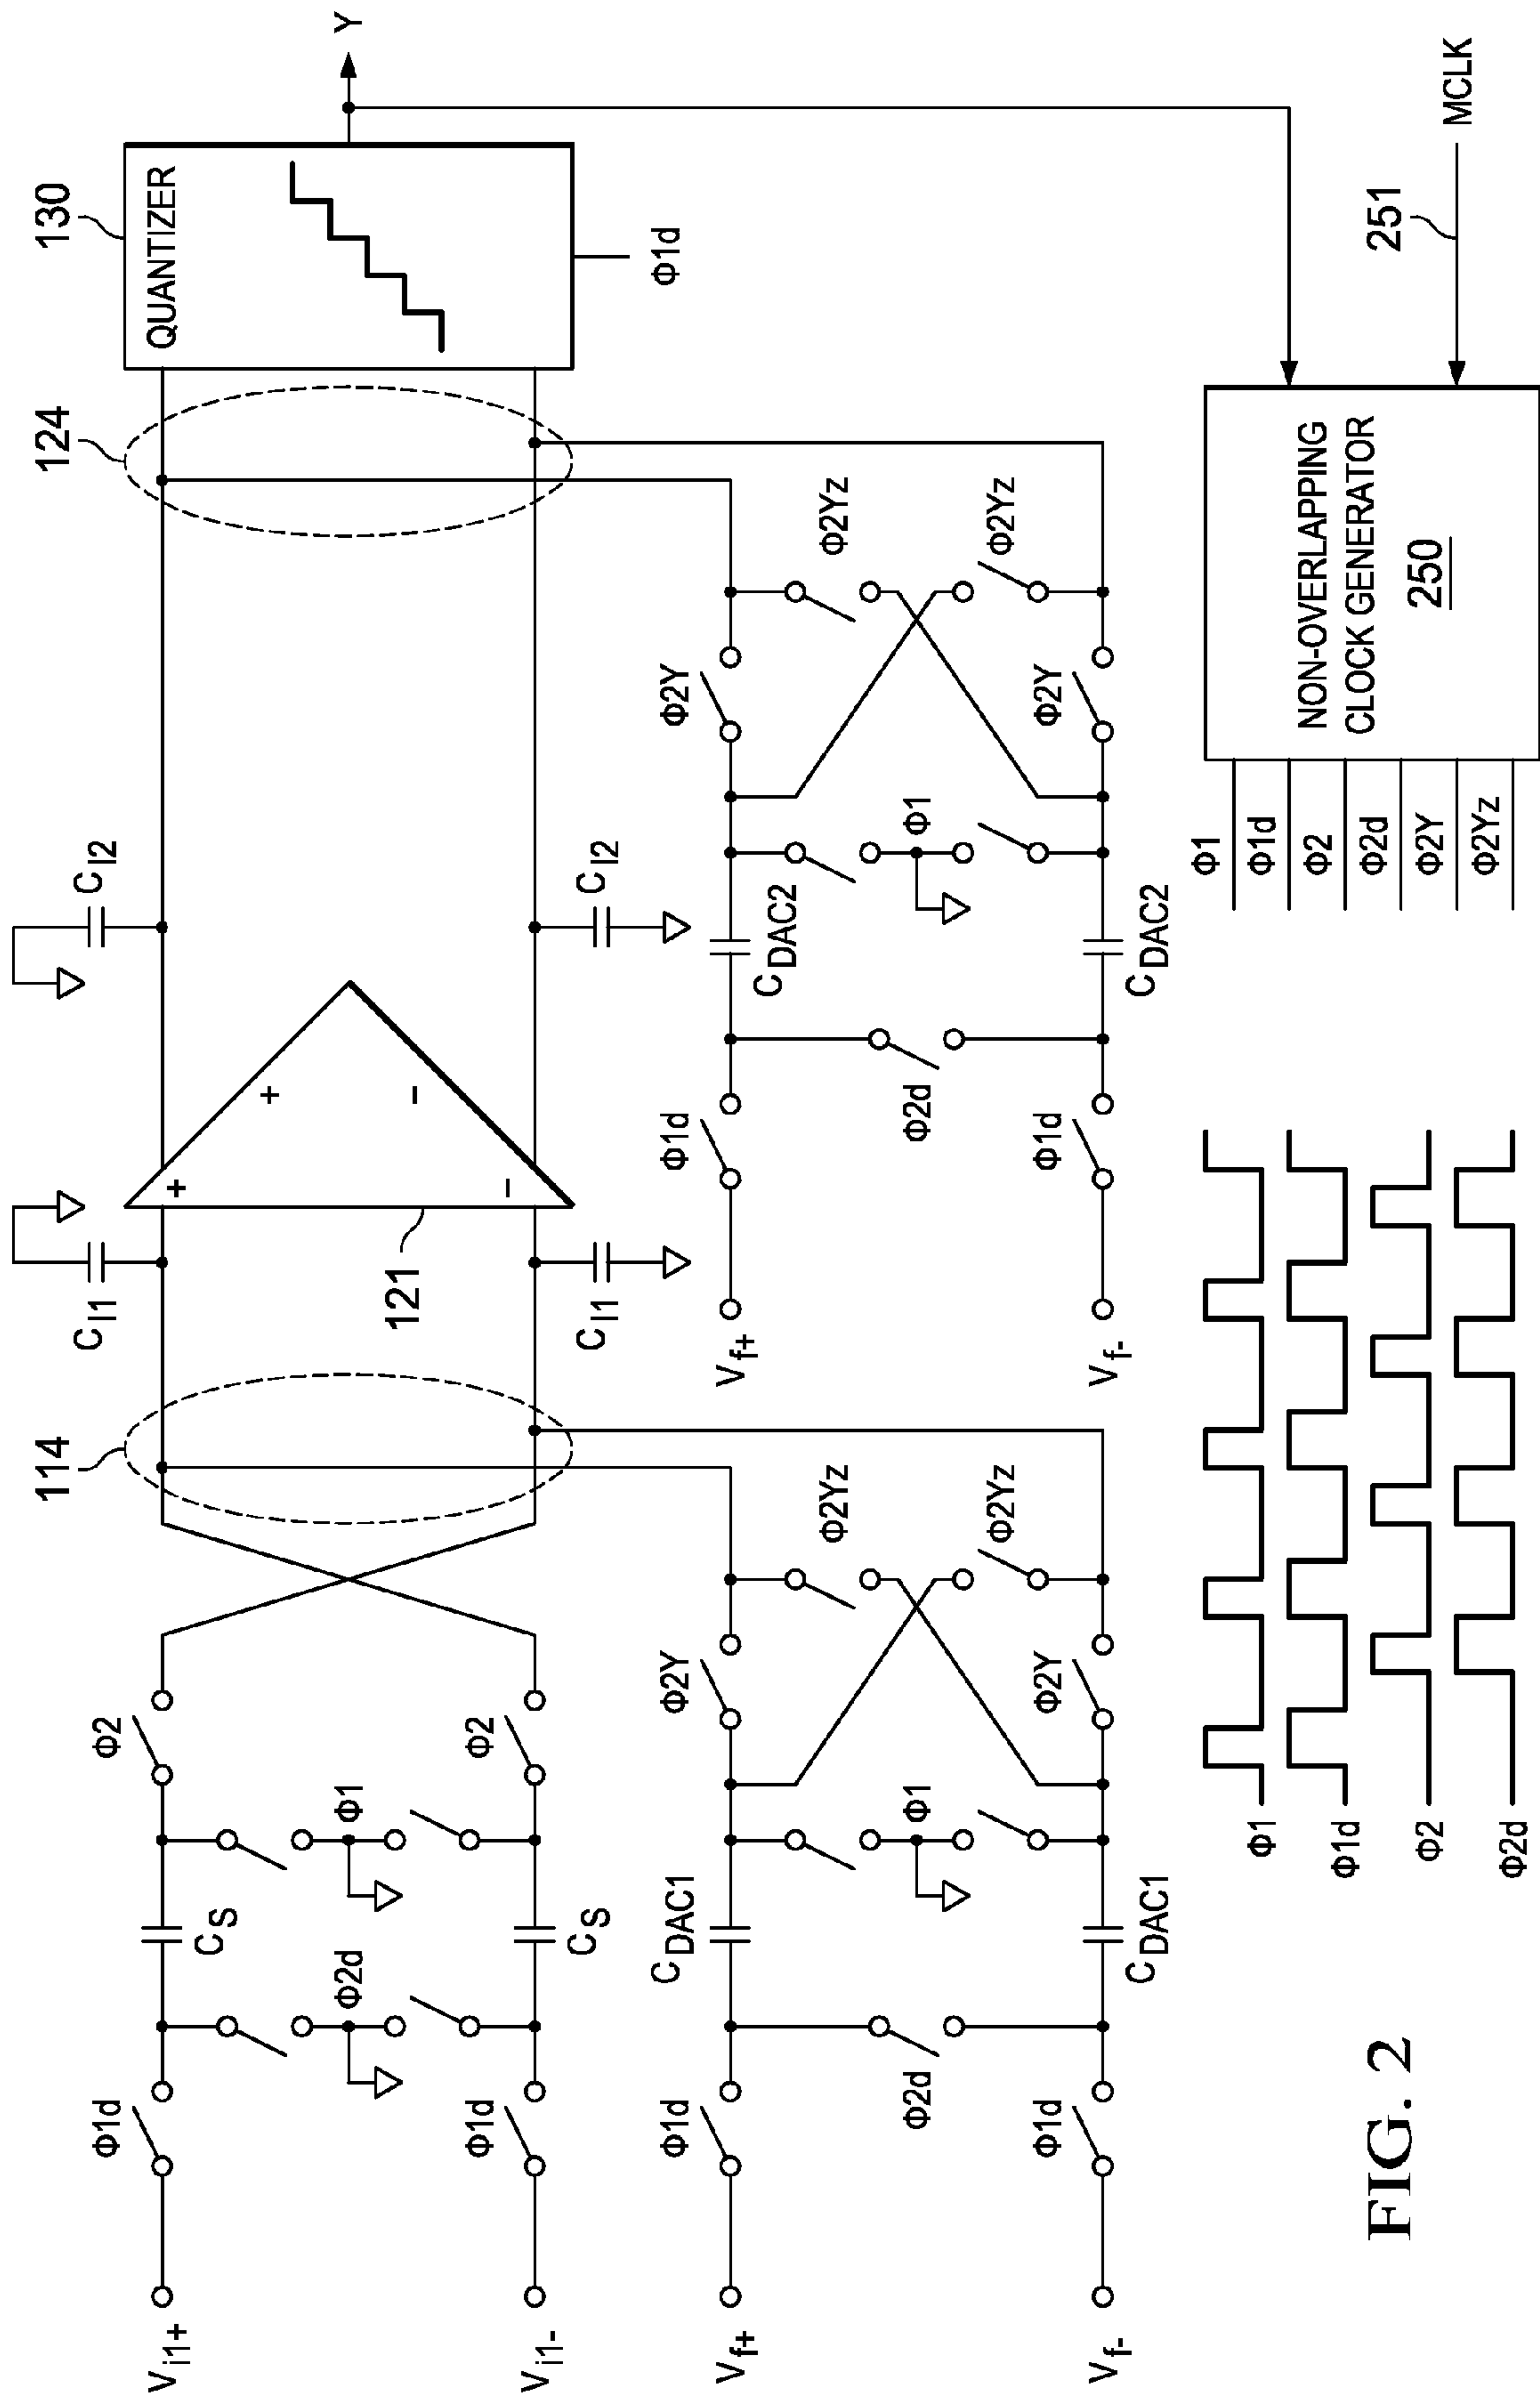 Vi1+
Φ1d
CS
Φ2d
Φ1
Φ2
Vi1-
Φ1d
CS
Φ2
114
CI1
CI1
121
+
-
+
-
CI2
CI2
124
130
QUANTIZER
Φ1d
Y
Vf+
Φ1d
CDAC1
Φ2d
Φ1
Φ2Y
Φ2Yz
Φ2Yz
Vf-
Φ1d
CDAC1
Φ2Y
Vf+
Φ1d
CDAC2
Φ2d
Φ1
Φ2Y
Φ2Yz
Φ2Yz
Vf-
Φ1d
CDAC2
Φ2Y
Φ1
Φ1d
Φ2
Φ2d
Φ1
Φ1d
Φ2
Φ2d
Φ2Y
Φ2Yz
NON-OVERLAPPING
CLOCK GENERATOR
250
251
MCLK
FIG. 2